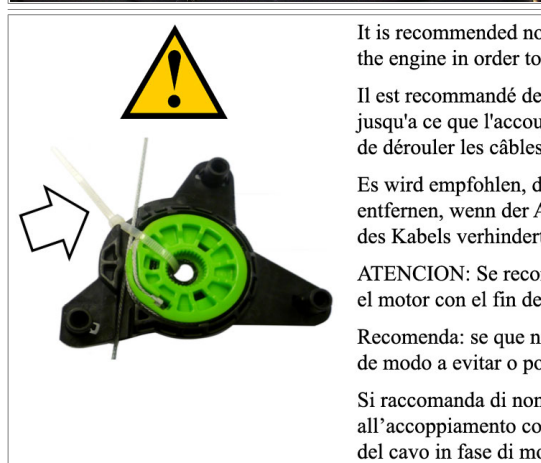 It is recommended
the engine in order to
Il est recommandé de
jusqu'a ce que l'accou
de dérouler les câbles
Es wird empfohlen, d
entfernen, wenn der A
des Kabels verhindert
ATENCION: Se reco
el motor con el fin de
Recomenda: se que n
de modo a evitar o po
Si raccomanda di non
all’accoppiamento co
del cavo in fase di mo